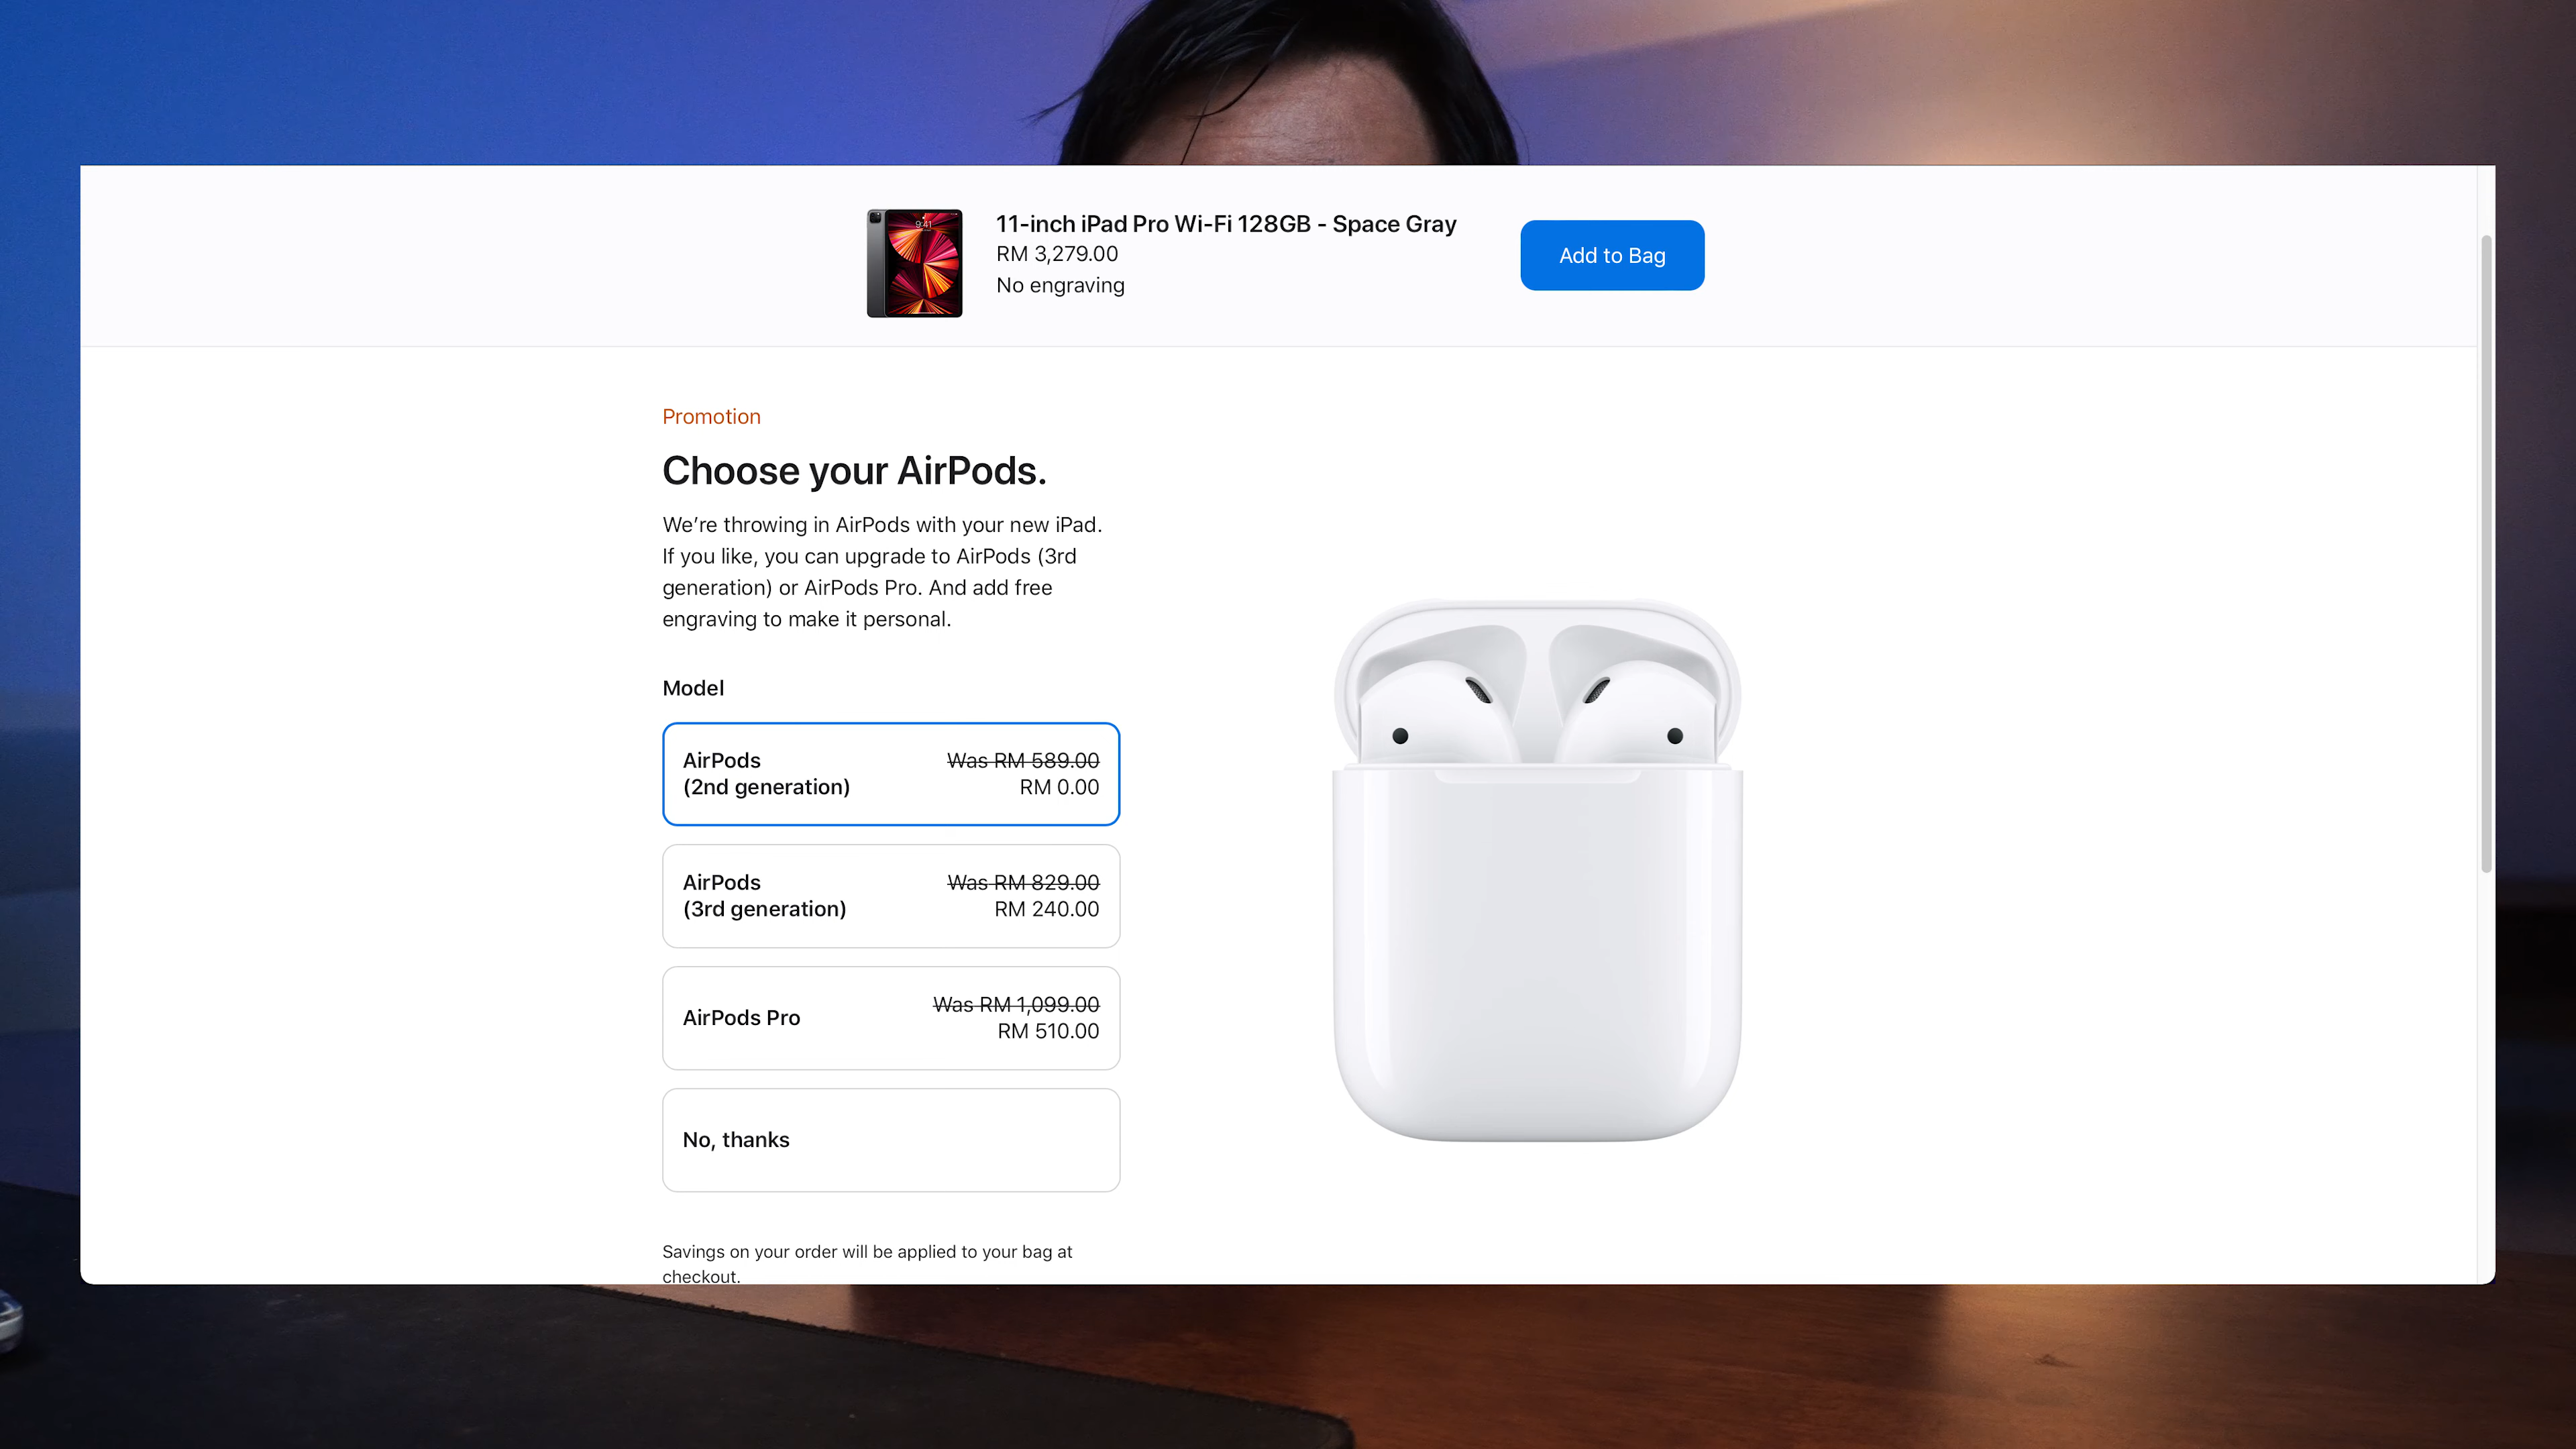 9:41
11-inch iPad Pro Wi-Fi 128GB - Space Gray
RM 3,279.00
No engraving
Add to Bag
Promotion
Choose your AirPods.
We’re throwing in AirPods with your new iPad.
If you like, you can upgrade to AirPods (3rd
generation) or AirPods Pro. And add free
engraving to make it personal.
Model
AirPods
(2nd generation)
Was RM 589.00
RM 0.00
AirPods
(3rd generation)
Was RM 829.00
RM 240.00
AirPods Pro
Was RM 1,099.00
RM 510.00
No, thanks
Savings on your order will be applied to your bag at
checkout.